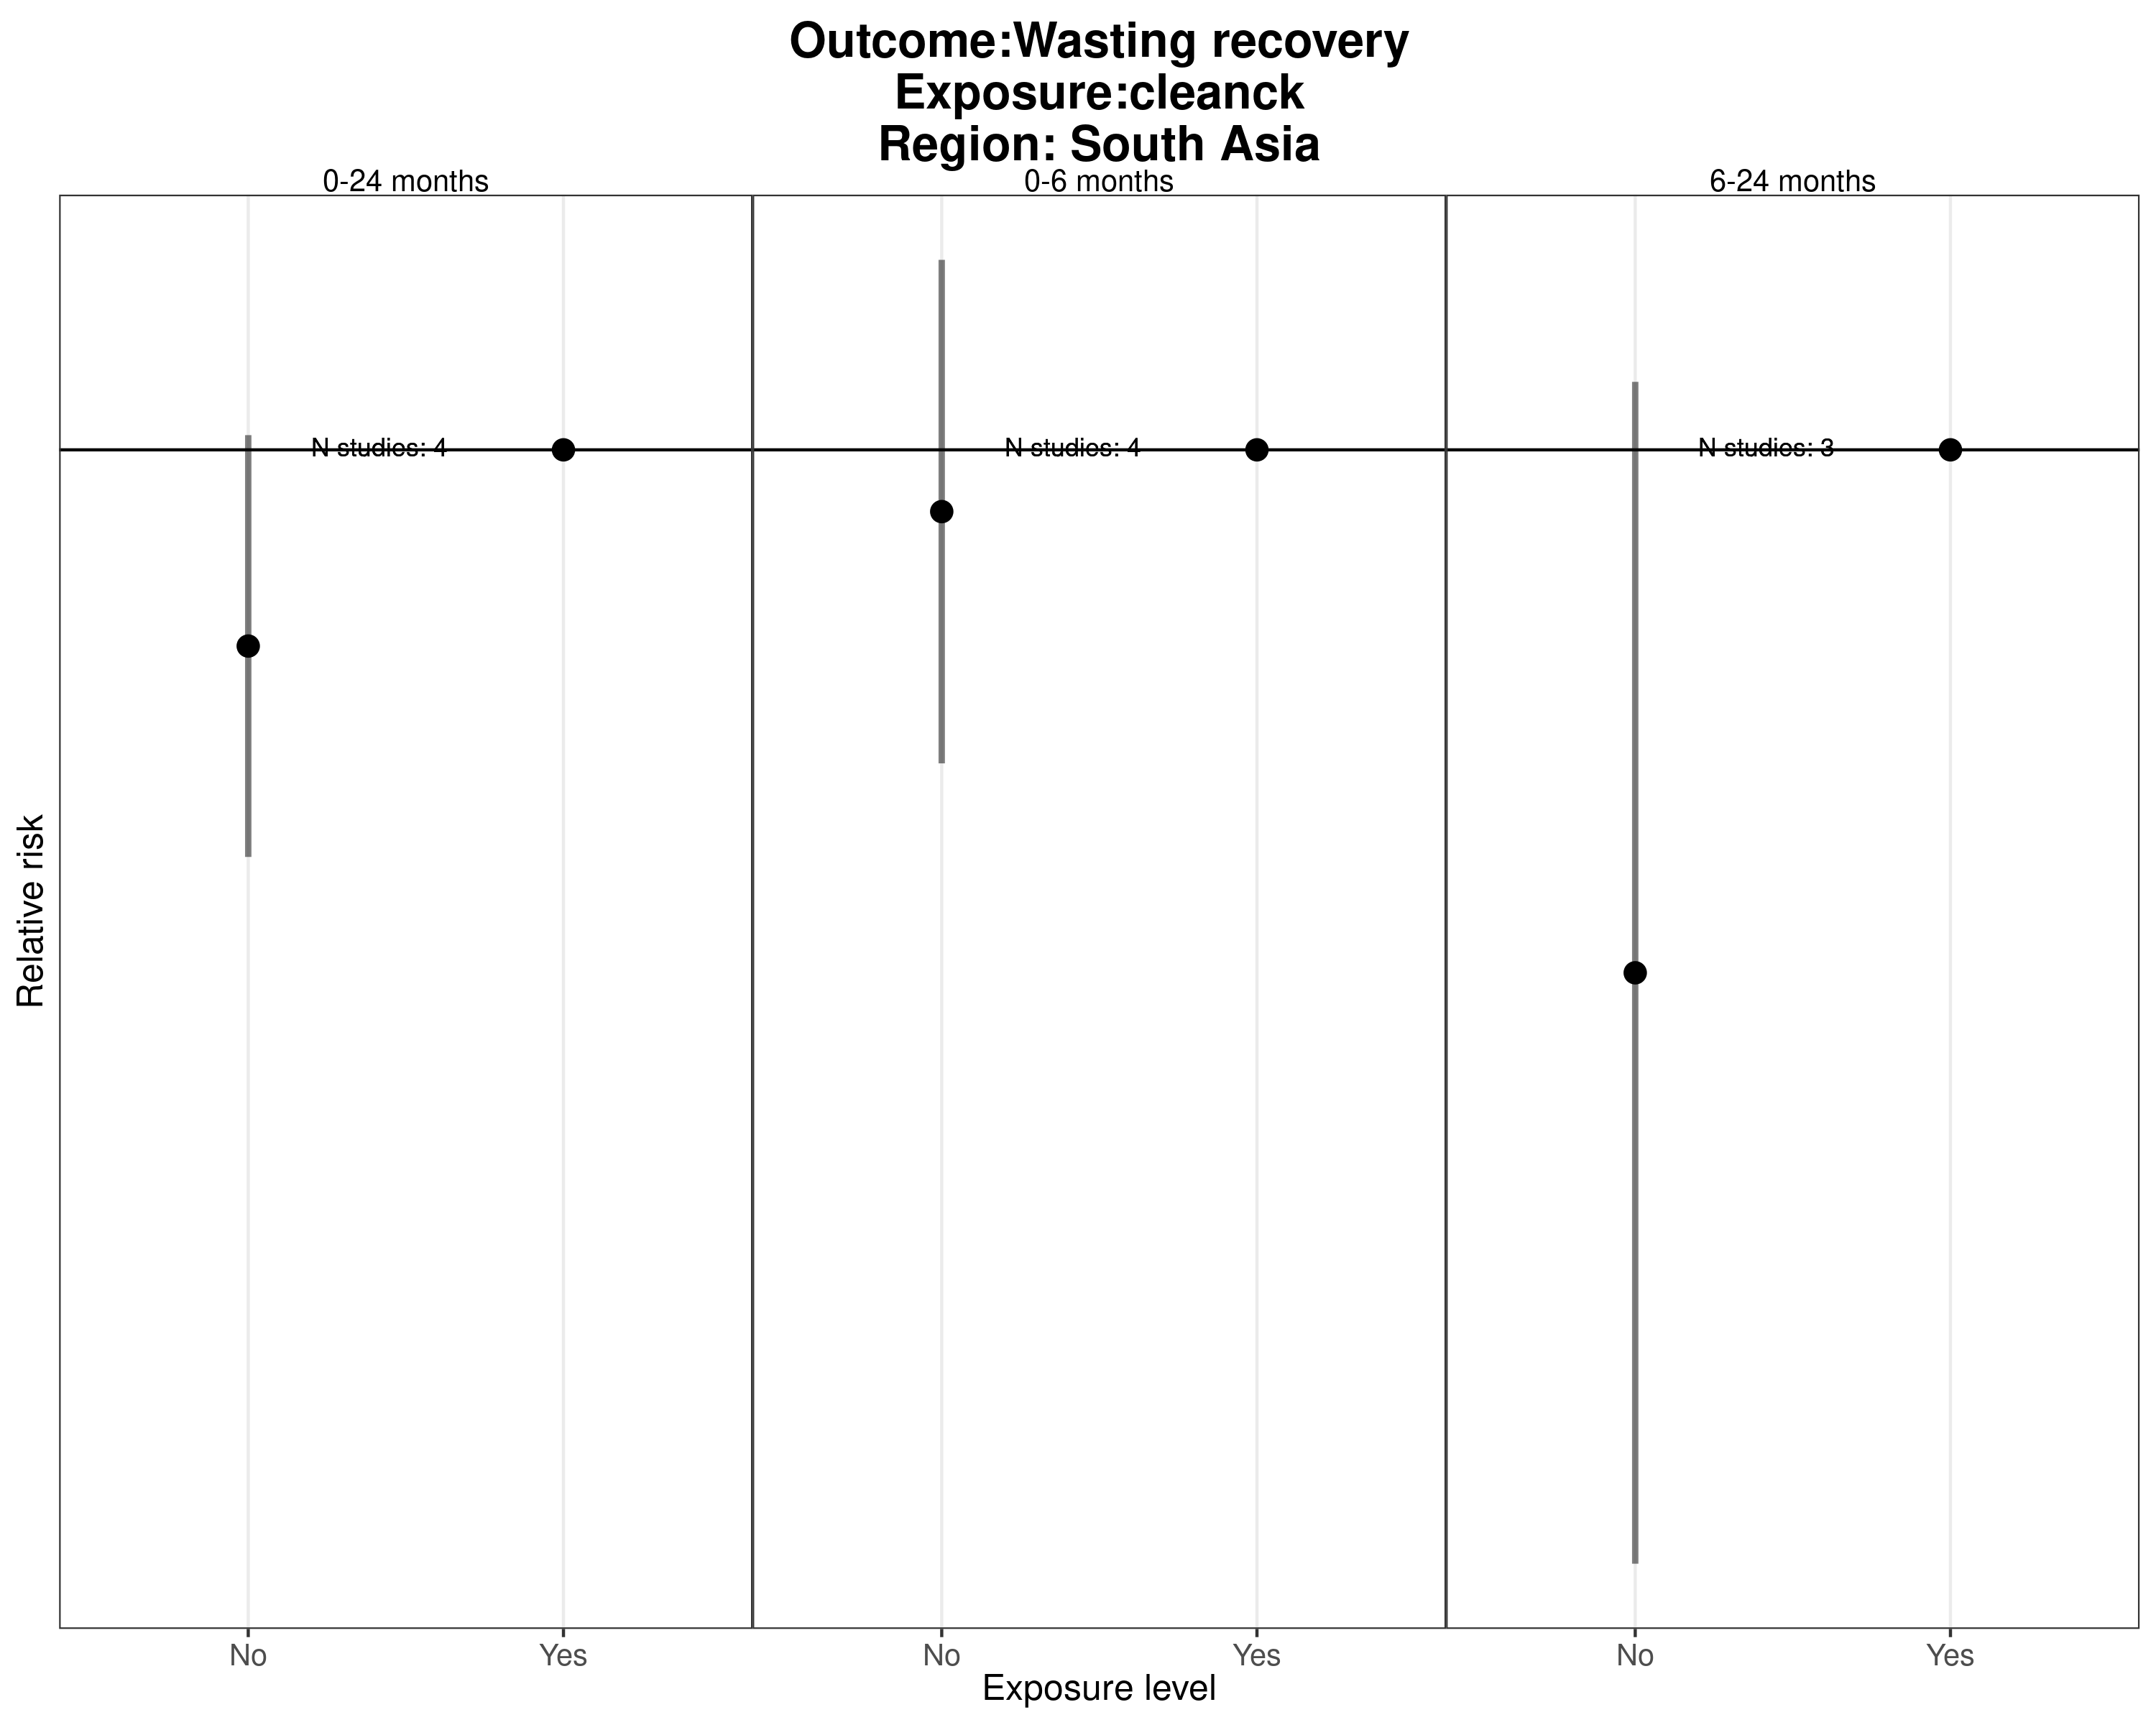 Outcome:Wasting recovery
Exposure:cleanck
Region: South Asia
0-24 months
0-6 months
6-24 months
N studies: 4
N studies: 4
N studies: 3
Relative risk
No
Yes
No
Yes
No
Yes
Exposure level